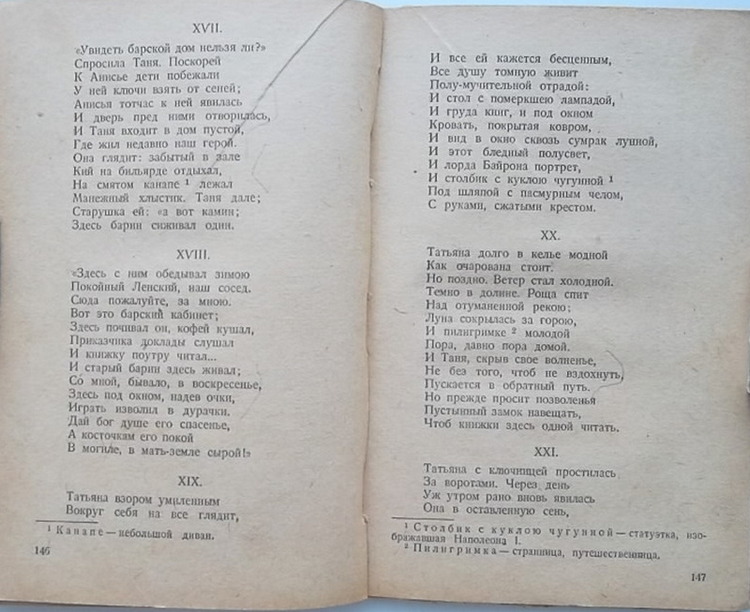 XVII.
«Увидеть барской дом нельзя ли?»
Спросила Таня. Поскорей
К Анисье дети побежали
У ней ключи взять от сеней;
Анисья тотчас к ней явилась
И дверь пред ними отворилась,
И Таня входит в дом пустой,
Где жил недавно наш герой.
Она глядит: забытый в зале
Кий на бильярде отдыхал,
На смятом канапе ¹ лежал
Манежный хлыстик. Таня дале;
Старушка ей: «а вот камин;
Здесь барин сиживал один.
XVIII.
«Здесь с ним обедывал зимою
Покойный Ленский, наш сосед.
Сюда пожалуйте, за мною.
Вот это барский кабинет;
Здесь почивал он, кофей кушал,
Приказчика доклады слушал
И книжку поутру читал...
И старый барин здесь живал;
Со мной, бывало, в воскресенье,
Здесь под окном, надев очки,
Играть изволил в дурачки.
Дай бог душе его спасенье,
А косточкам его покой
В могиле, в мать-земле сырой!»
XIX.
Татьяна взором умиленным
Вокруг себя на все глядит,
¹ Канапе — небольшой диван.
146
И все ей кажется бесценным,
Все душу томную живит
Полу-мучительной отрадой:
И стол с померкшею лампадой,
И груда книг, и под окном
Кровать, покрытая ковром,
И вид в окно сквозь сумрак лунной,
И этот бледный полусвет,
И лорда Байрона портрет,
И столбик с куклою чугунной ¹
Под шляпой с пасмурным челом,
С руками, сжатыми крестом.
XX.
Татьяна долго в келье модной
Как очарована стоит.
Но поздно. Ветер стал холодной.
Темно в долине. Роща спит
Над отуманенной рекою;
Луна сокрылась за горою,
И пилигримке ² молодой
Пора, давно пора домой.
И Таня, скрыв свое волненье,
Не без того, чтоб не вздохнуть,
Пускается в обратный путь.
Но прежде просит позволенья
Пустынный замок навещать,
Чтоб книжки здесь одной читать.
XXI.
Татьяна с ключницей простилась
За воротами. Через день
Уж утром рано вновь явилась
Она в оставленную сень,
¹ Столбик с куклою чугунной — статуэтка, изо-
бражавшая Наполеона I.
² Пилигримка — странница, путешественница.
147